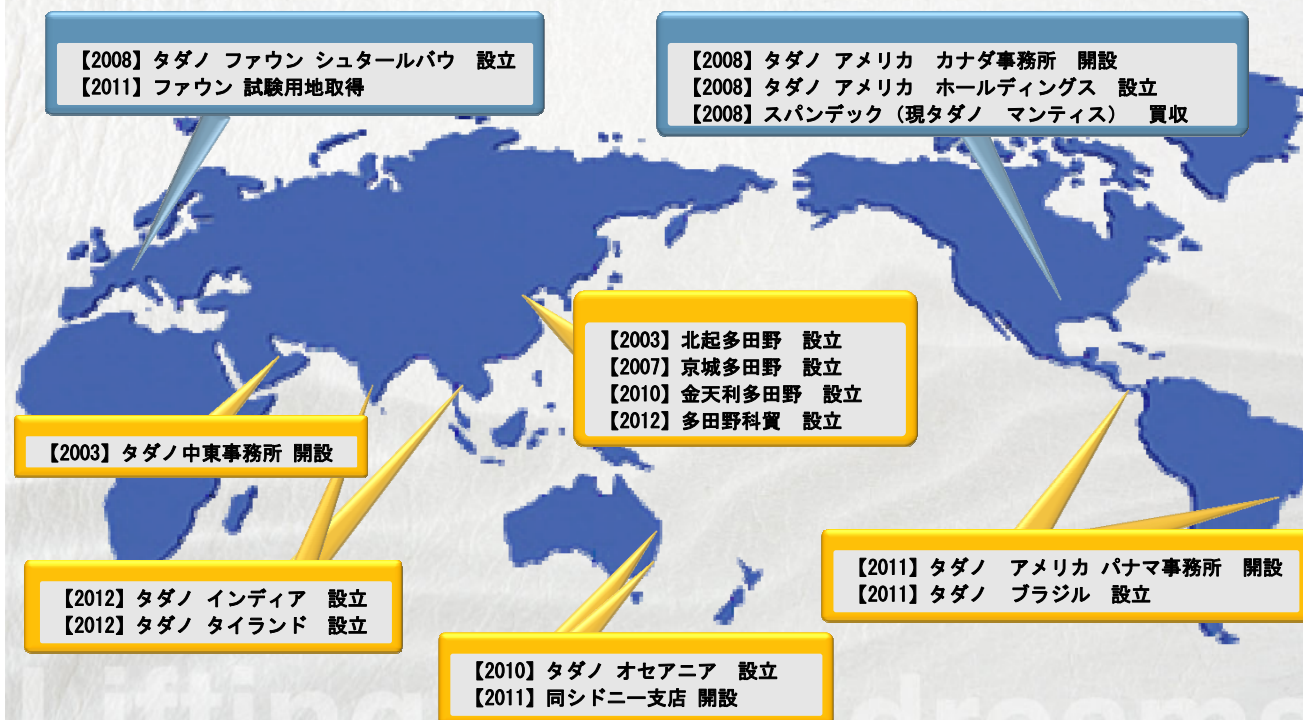 【2008】タダノ ファウン シュタールバウ　設立
【2011】ファウン 試験用地取得
【2008】タダノ アメリカ　カナダ事務所　開設
【2008】タダノ アメリカ　ホールディングス　設立
【2008】スパンデック（現タダノ　マンティス）　買収
【2003】北起多田野　設立
【2007】京城多田野　設立
【2010】金天利多田野　設立
【2012】多田野科貿　設立
【2003】タダノ中東事務所 開設
【2012】タダノ インディア　設立
【2012】タダノ タイランド　設立
【2011】タダノ　アメリカ パナマ事務所　開設
【2011】タダノ　ブラジル　設立
【2010】タダノ オセアニア　設立
【2011】同シドニー支店 開設
Lifting dreams